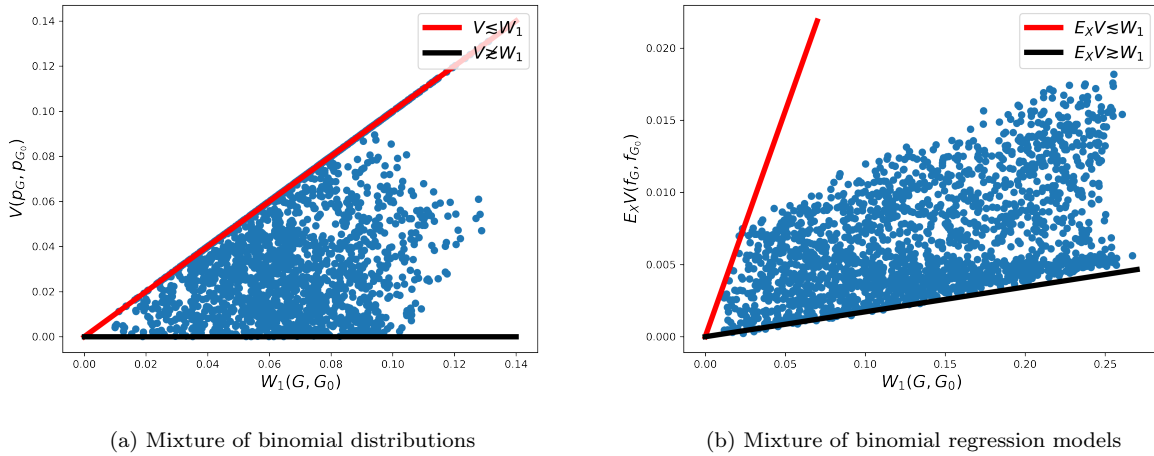 V≲W₁
V≴W₁
0.14
0.12
0.10
0.08
0.06
0.04
0.02
0.00
V(p_G, p_{G₀})
0.00 0.02 0.04 0.06 0.08 0.10 0.12 0.14
W₁(G, G₀)
(a) Mixture of binomial distributions
E_XV≲W₁
E_XV≳W₁
0.020
0.015
0.010
0.005
0.000
E_XV(f_G, f_{G₀})
0.00 0.05 0.10 0.15 0.20 0.25
W₁(G, G₀)
(b) Mixture of binomial regression models